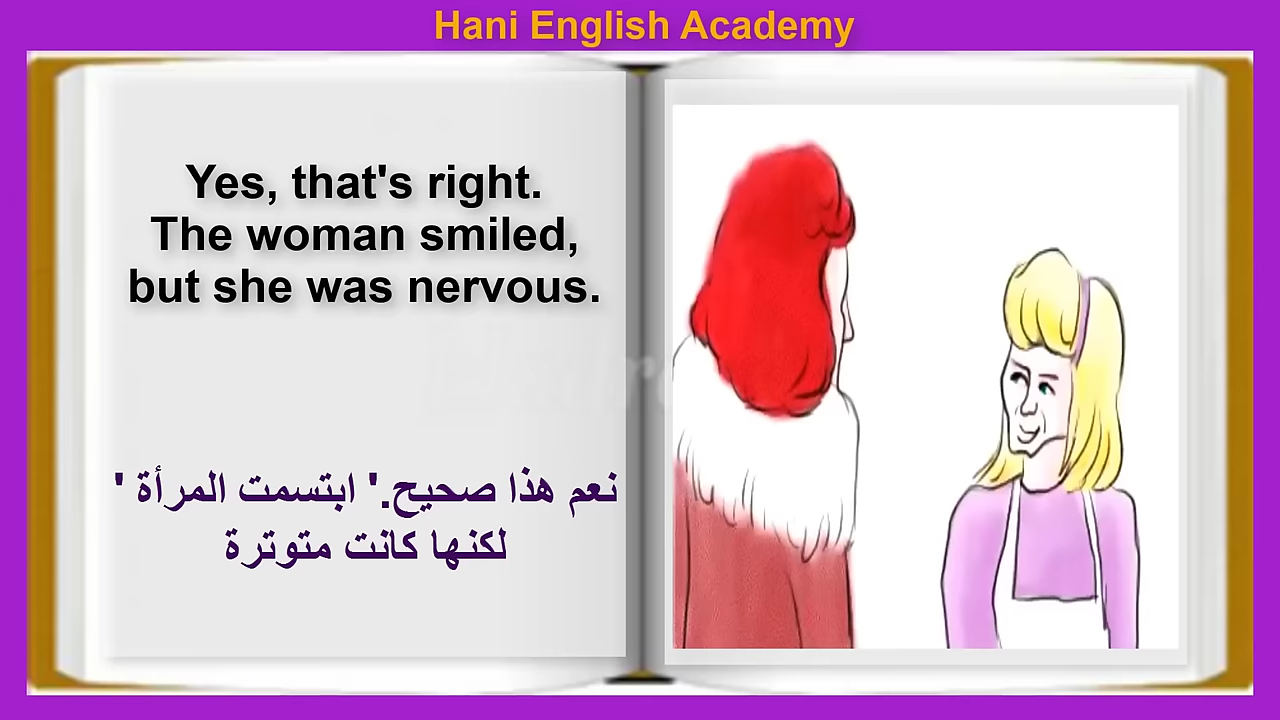 Hani English Academy
Yes, that's right.
The woman smiled,
but she was nervous.
نعم هذا صحيح.' ابتسمت المرأة '
لكنها كانت متوترة